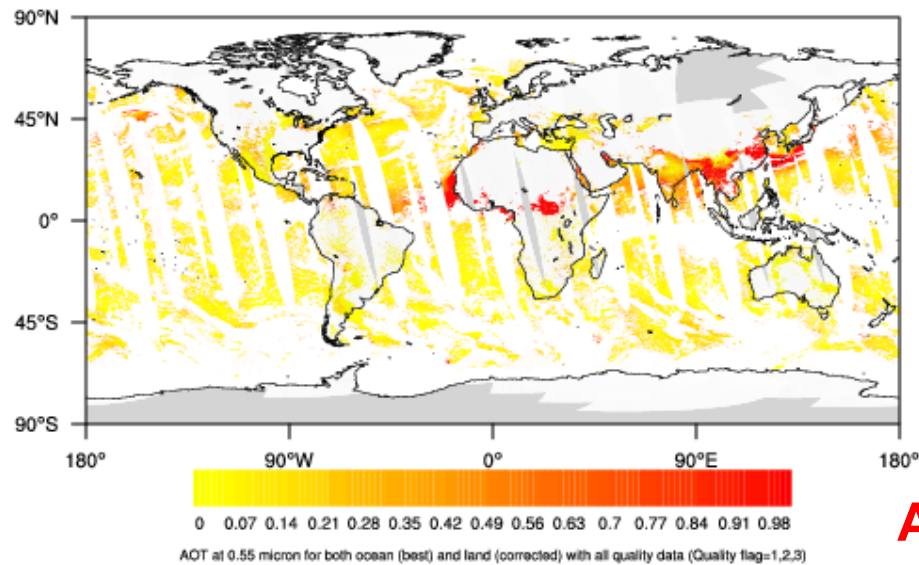 90°N
45°N
0°
45°S
90°S
180° 90°W 0° 90°E 180°
0 0.07 0.14 0.21 0.28 0.35 0.42 0.49 0.56 0.63 0.7 0.77 0.84 0.91 0.98
A
AOT at 0.55 micron for both ocean (best) and land (corrected) with all quality data (Quality flag=1,2,3)